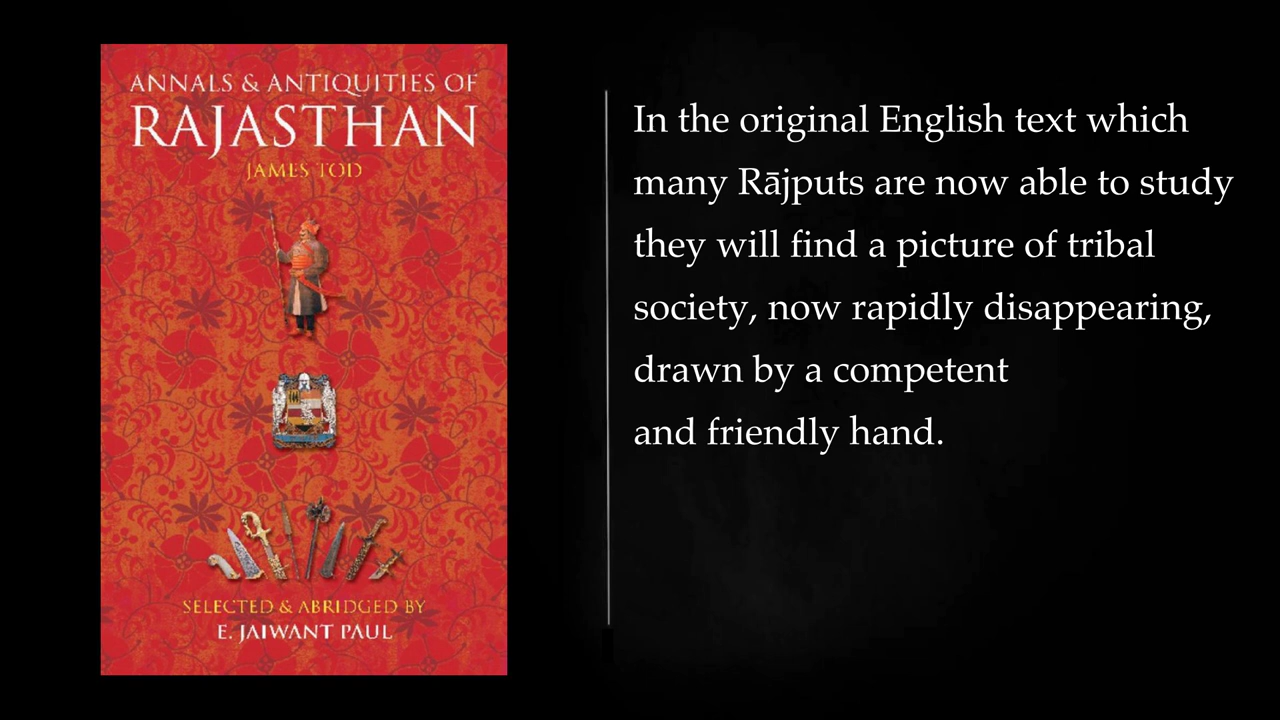 ANNALS & ANTIQUITIES OF
RAJASTHAN
JAMES TOD
SELECTED & ABRIDGED BY
E. JAIWANT PAUL
In the original English text which
many Rājputs are now able to study
they will find a picture of tribal
society, now rapidly disappearing,
drawn by a competent
and friendly hand.